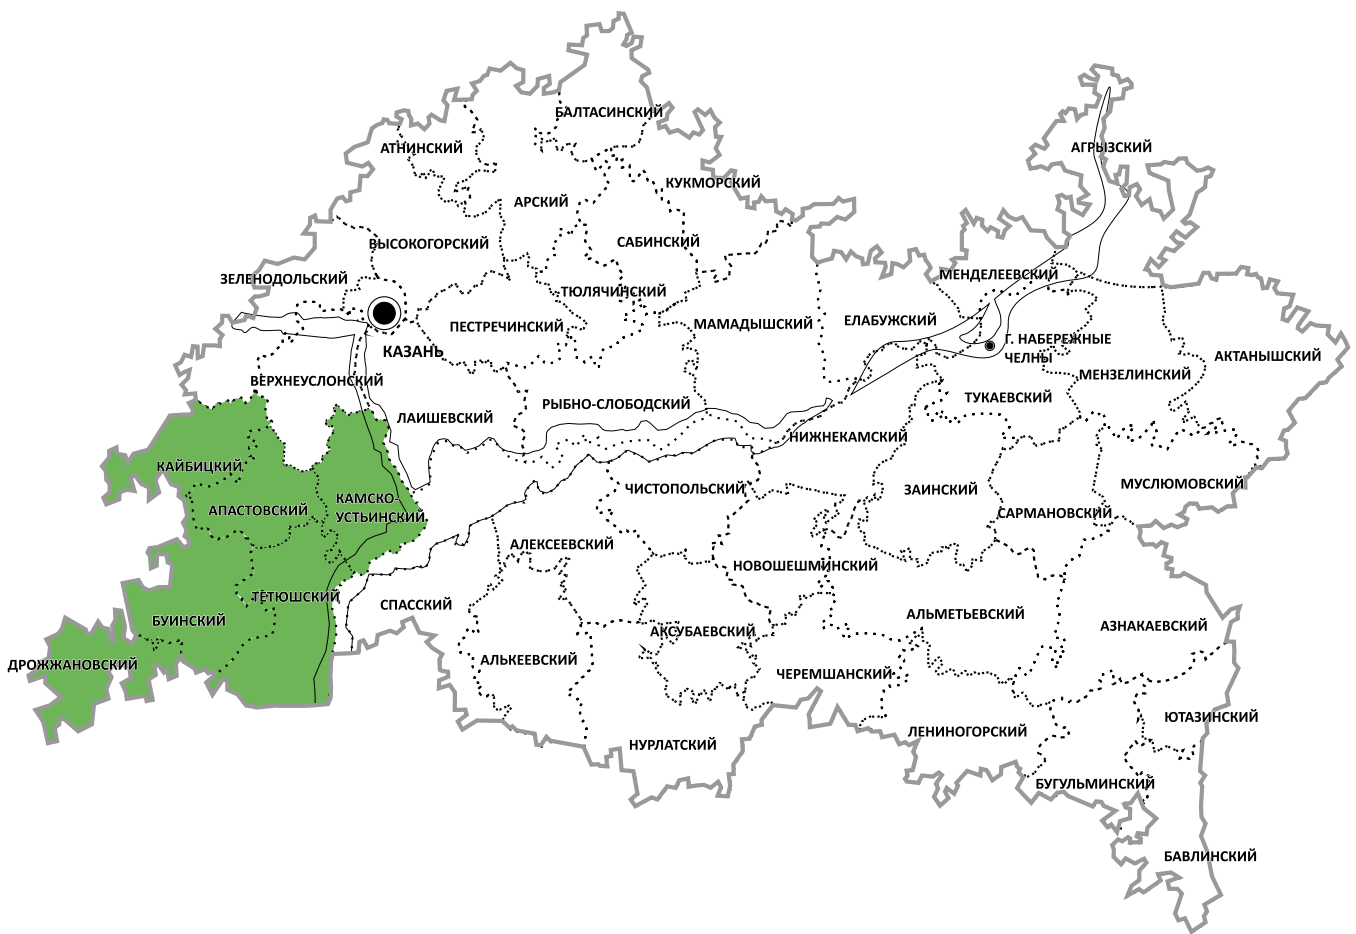 БАЛТАСИНСКИЙ
АТНИНСКИЙ
АГРЫЗСКИЙ
КУКМОРСКИЙ
АРСКИЙ
ВЫСОКОГОРСКИЙ
САБИНСКИЙ
ЗЕЛЕНОДОЛЬСКИЙ
МЕНДЕЛЕЕВСКИЙ
ТЮЛЯЧИНСКИЙ
ПЕСТРЕЧИНСКИЙ
МАМАДЫШСКИЙ
ЕЛАБУЖСКИЙ
Г. НАБЕРЕЖНЫЕ
ЧЕЛНЫ
КАЗАНЬ
АКТАНЫШСКИЙ
МЕНЗЕЛИНСКИЙ
ВЕРХНЕУСЛОНСКИЙ
ТУКАЕВСКИЙ
РЫБНО-СЛОБОДСКИЙ
ЛАИШЕВСКИЙ
НИЖНЕКАМСКИЙ
КАЙБИЦКИЙ
МУСЛЮМОВСКИЙ
ЧИСТОПОЛЬСКИЙ
ЗАИНСКИЙ
КАМСКО-
УСТЬИНСКИЙ
АПАСТОВСКИЙ
САРМАНОВСКИЙ
АЛЕКСЕЕВСКИЙ
НОВОШЕШМИНСКИЙ
ТЕТЮШСКИЙ
СПАССКИЙ
АЛЬМЕТЬЕВСКИЙ
БУИНСКИЙ
АЗНАКАЕВСКИЙ
АКСУБАЕВСКИЙ
АЛЬКЕЕВСКИЙ
ДРОЖЖАНОВСКИЙ
ЧЕРЕМШАНСКИЙ
ЮТАЗИНСКИЙ
ЛЕНИНОГОРСКИЙ
НУРЛАТСКИЙ
БУГУЛЬМИНСКИЙ
БАВЛИНСКИЙ